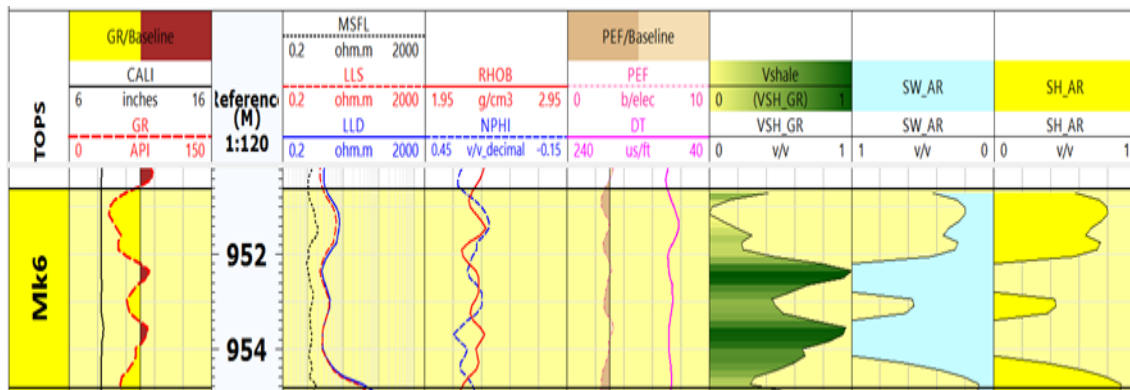 TOPS
GR/Baseline
CALI
6 inches 16
GR
0 API 150
Reference
(M)
1:120
MSFL
0.2 ohm.m 2000
LLS
0.2 ohm.m 2000
LLD
0.2 ohm.m 2000
RHOB
1.95 g/cm3 2.95
NPHI
0.45 v/v_decimal -0.15
PEF/Baseline
PEF
0 b/elec 10
DT
240 us/ft 40
Vshale
0 (VSH_GR) 1
VSH_GR
0 v/v 1
SW_AR
SW_AR
1 v/v 0
SH_AR
SH_AR
0 v/v 1
Mk6
952
954